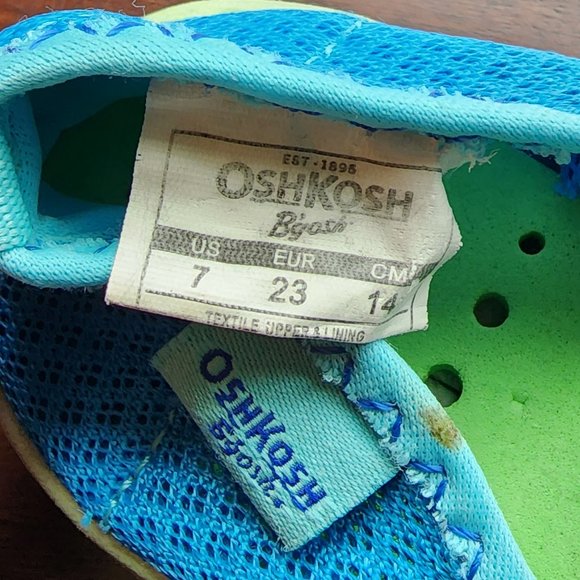 EST - 1895
OSHKOSH
B'gosh
US EUR CM
7 23 14
TEXTILE UPPER & LINING
OSHKOSH
B'gosh